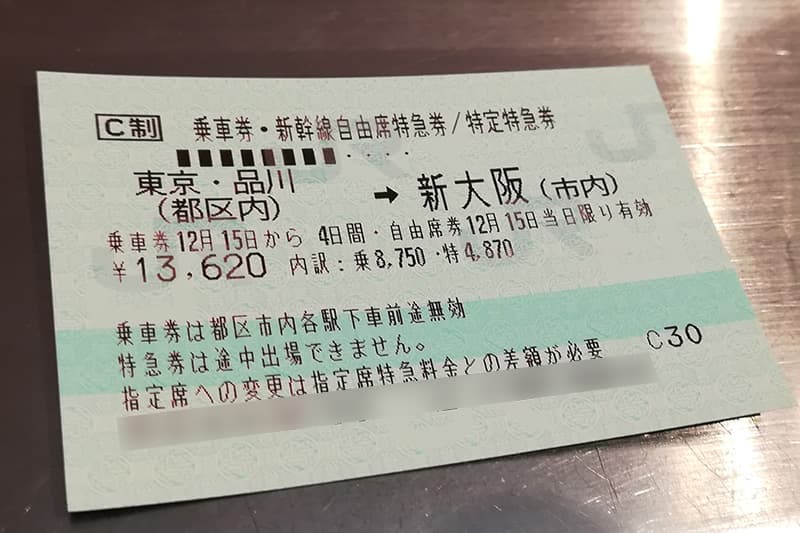 C制 乗車券・新幹線自由席特急券/特定特急券
■■■■■■■■・・・・
東京・品川 ➡ 新大阪(市内)
(都区内)
乗車券12月15日から 4日間・自由席券12月15日当日限り有効
¥13,620 内訳:乗8,750・特4,870
乗車券は都区市内各駅下車前途無効
特急券は途中出場できません。
指定席への変更は指定席特急料金との差額が必要 C30